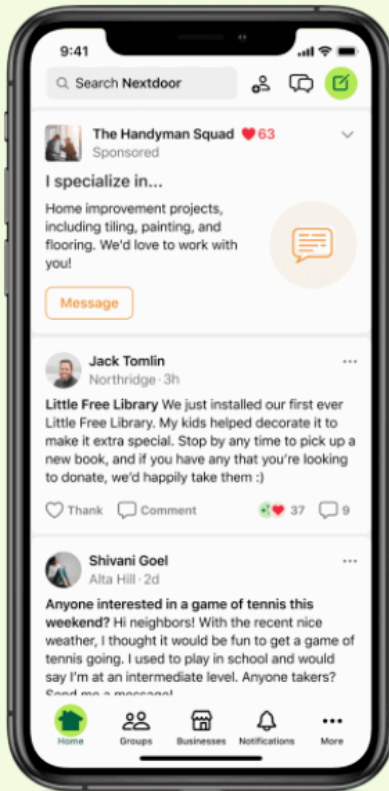 9:41
Search Nextdoor
The Handyman Squad 63
Sponsored
I specialize in...
Home improvement projects,
including tiling, painting, and
flooring. We'd love to work with
you!
Message
Jack Tomlin
Northridge · 3h
Little Free Library We just installed our first ever
Little Free Library. My kids helped decorate it to
make it extra special. Stop by any time to pick up a
new book, and if you have any that you're looking
to donate, we'd happily take them :)
Thank Comment 37 9
Shivani Goel
Alta Hill · 2d
Anyone interested in a game of tennis this
weekend? Hi neighbors! With the recent nice
weather, I thought it would be fun to get a game of
tennis going. I used to play in school and would
say I'm at an intermediate level. Anyone takers?
Send me a message!
Home Groups Businesses Notifications More